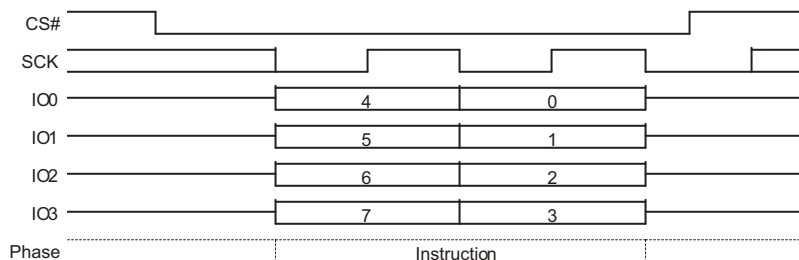 CS#
SCK
IO0 4 0
IO1 5 1
IO2 6 2
IO3 7 3
Phase Instruction